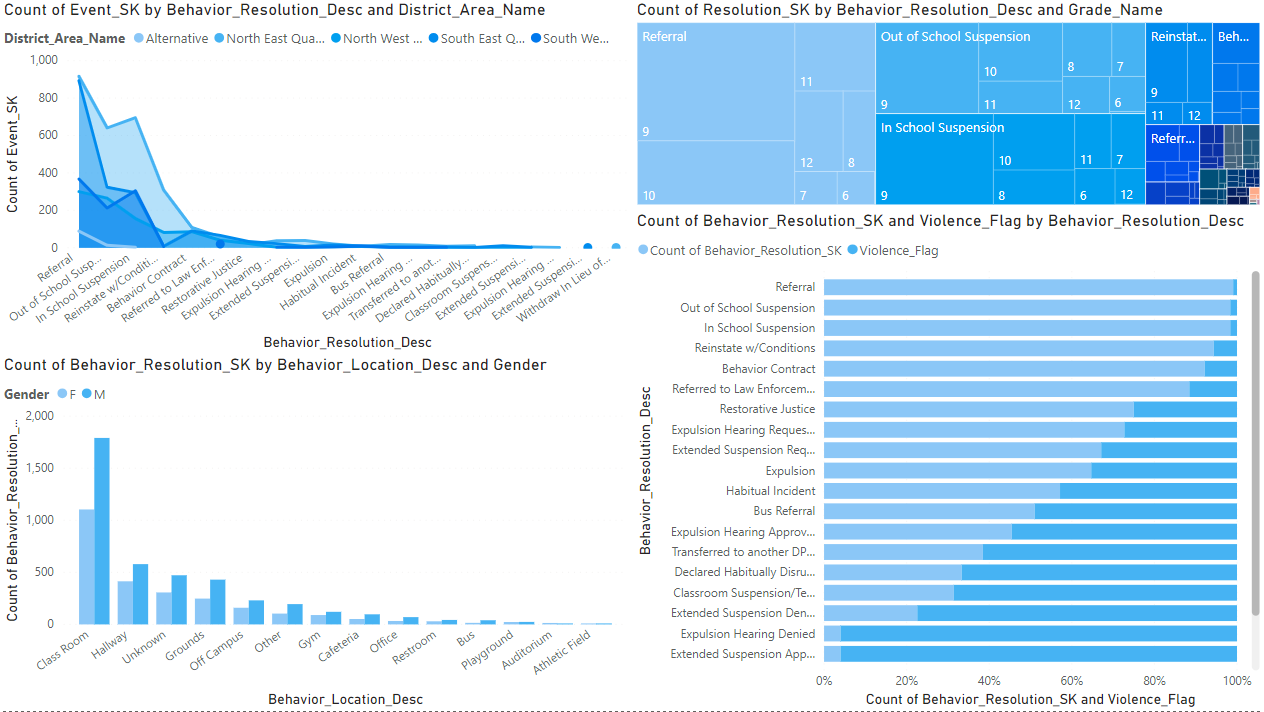 Count of Event_SK by Behavior_Resolution_Desc and District_Area_Name
District_Area_Name Alternative North East Qua... North West ... South East Q... South We...
1,000
800
600
400
200
0
Count of Event_SK
Referral
Out of School Susp...
In School Suspension
Reinstate w/Conditi...
Behavior Contract
Referred to Law Enf...
Restorative Justice
Expulsion Hearing ...
Extended Suspensi...
Expulsion
Habitual Incident
Bus Referral
Expulsion Hearing ...
Transferred to anot...
Declared Habitually...
Classroom Suspens...
Extended Suspensi...
Expulsion Hearing ...
Extended Suspensi...
Withdraw In Lieu of...
Behavior_Resolution_Desc
Count of Behavior_Resolution_SK by Behavior_Location_Desc and Gender
Gender F M
2,000
1,500
1,000
500
0
Count of Behavior_Resolution_...
Class Room
Hallway
Unknown
Grounds
Off Campus
Other
Gym
Cafeteria
Office
Restroom
Bus
Playground
Auditorium
Athletic Field
Behavior_Location_Desc
Count of Resolution_SK by Behavior_Resolution_Desc and Grade_Name
Referral
9
10
11
12
8
7
6
Out of School Suspension
9
10
11
8
7
12
6
In School Suspension
9
10
8
11
7
6
12
Reinstat...
9
11
12
Beh...
Referr...
Count of Behavior_Resolution_SK and Violence_Flag by Behavior_Resolution_Desc
Count of Behavior_Resolution_SK Violence_Flag
Behavior_Resolution_Desc
Referral
Out of School Suspension
In School Suspension
Reinstate w/Conditions
Behavior Contract
Referred to Law Enforcem...
Restorative Justice
Expulsion Hearing Reques...
Extended Suspension Req...
Expulsion
Habitual Incident
Bus Referral
Expulsion Hearing Approv...
Transferred to another DP...
Declared Habitually Disru...
Classroom Suspension/Te...
Extended Suspension Den...
Expulsion Hearing Denied
Extended Suspension App...
0% 20% 40% 60% 80% 100%
Count of Behavior_Resolution_SK and Violence_Flag